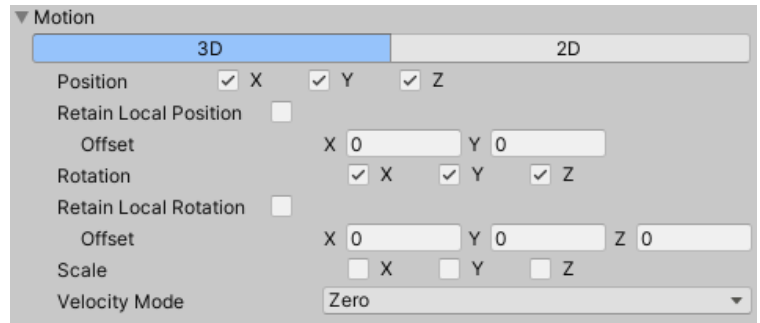 Motion
3D 2D
Position X Y Z
Retain Local Position
Offset X 0 Y 0
Rotation X Y Z
Retain Local Rotation
Offset X 0 Y 0 Z 0
Scale X Y Z
Velocity Mode Zero